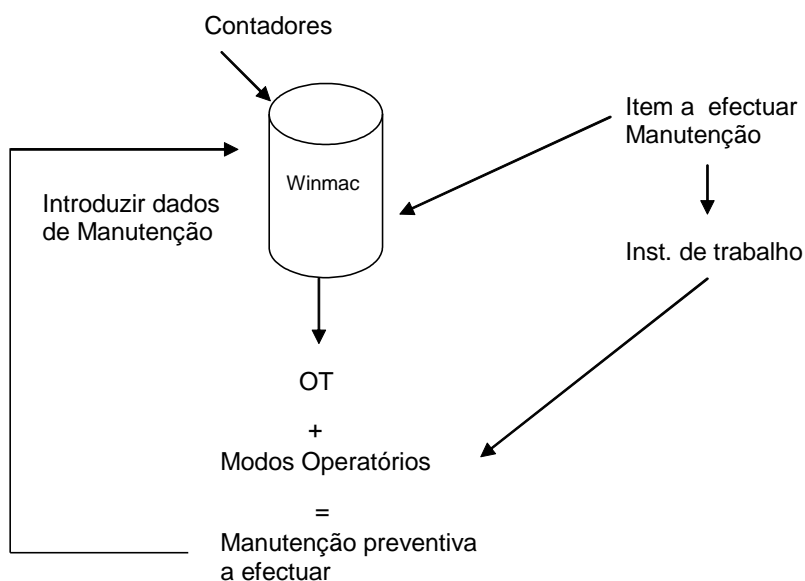 Contadores
Item a efectuar
Manutenção
Winmac
Introduzir dados
de Manutenção
Inst. de trabalho
OT
+
Modos Operatórios
=
Manutenção preventiva
a efectuar